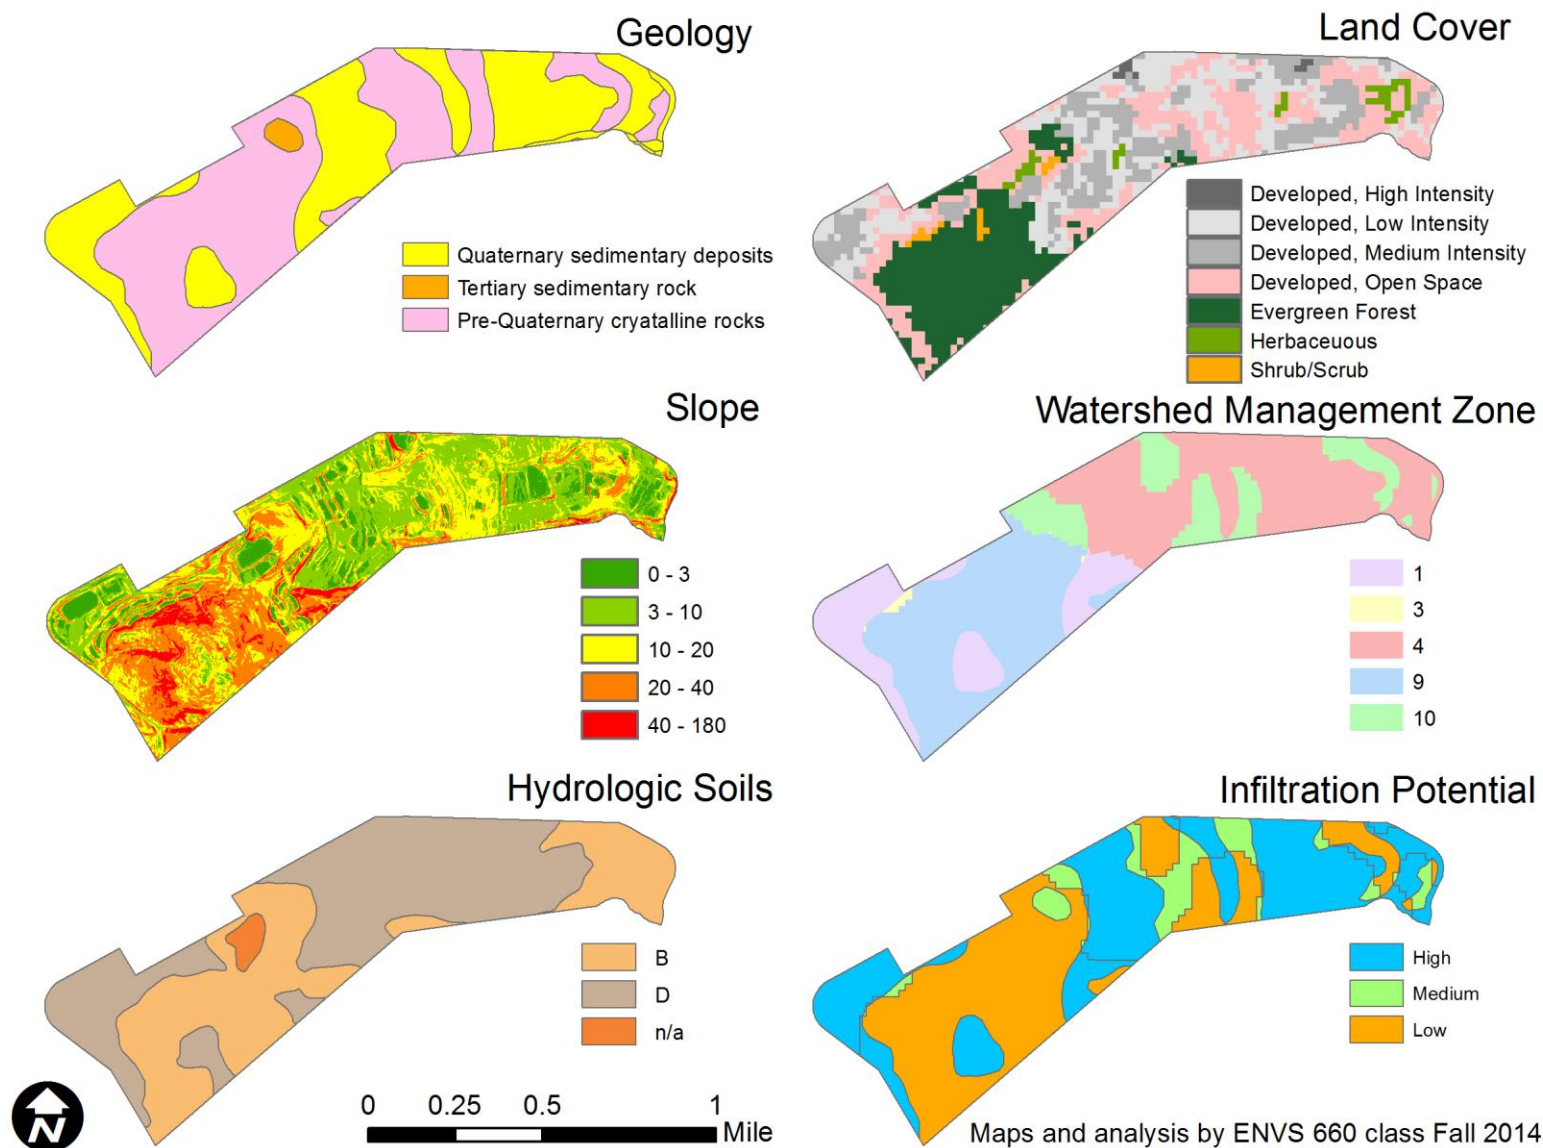 Geology
Quaternary sedimentary deposits
Tertiary sedimentary rock
Pre-Quaternary cryatalline rocks
Land Cover
Developed, High Intensity
Developed, Low Intensity
Developed, Medium Intensity
Developed, Open Space
Evergreen Forest
Herbaceuous
Shrub/Scrub
Slope
0 - 3
3 - 10
10 - 20
20 - 40
40 - 180
Watershed Management Zone
1
3
4
9
10
Hydrologic Soils
B
D
n/a
Infiltration Potential
High
Medium
Low
N
0 0.25 0.5 1
Mile
Maps and analysis by ENVS 660 class Fall 2014